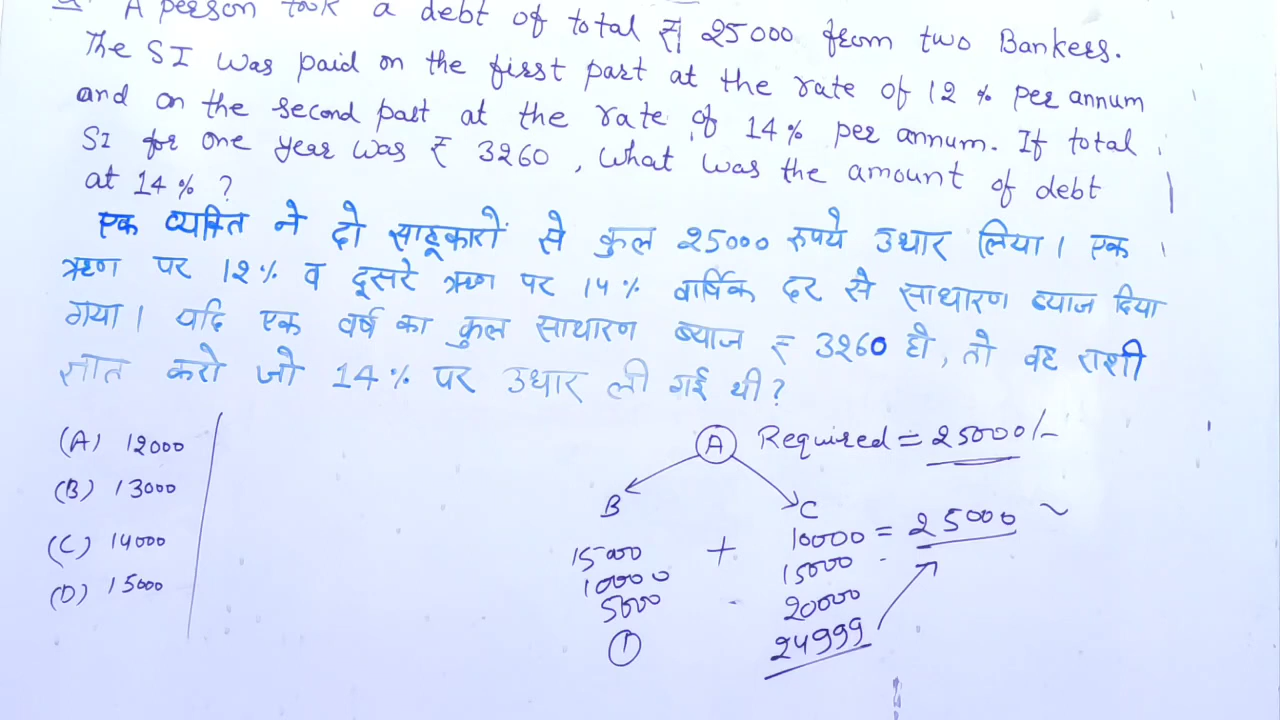 A person took a debt of total ₹ 25000 from two Bankers.
The SI was paid on the first part at the rate of 12 % per annum
and on the second part at the rate of 14% per annum. If total
SI for one year was ₹ 3260, What was the amount of debt
at 14% ?
एक व्यक्ति ने दो साहूकारों से कुल 25000 रुपये उधार लिया। एक
ऋण पर 12% व दूसरे ऋण पर 14% वार्षिक दर से साधारण ब्याज दिया
गया। यदि एक वर्ष का कुल साधारण ब्याज ₹ 3260 हो, तो वह राशी
ज्ञात करो जो 14% पर उधार ली गई थी?
(A) 12000
(B) 13000
(C) 14000
(D) 15000
A Required = 25000/-
B C
15000 + 10000 = 25000
10000 15000
5000 20000
1 24999